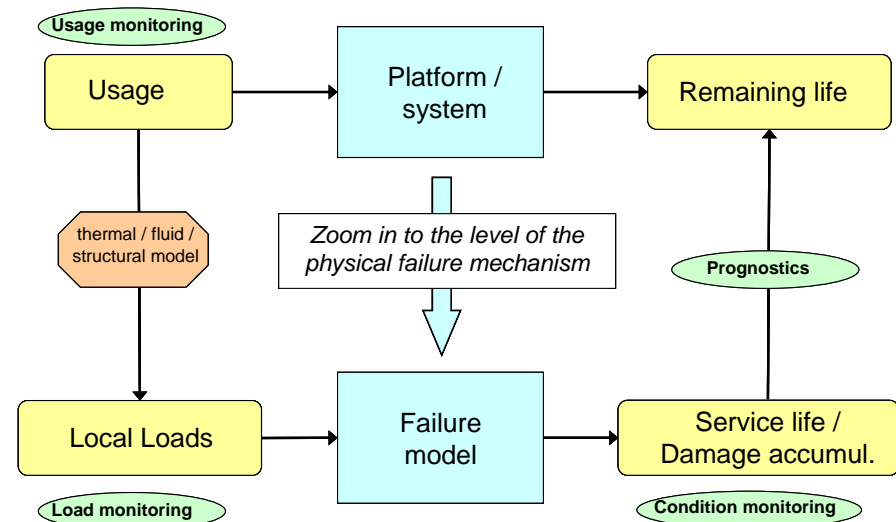 Usage monitoring
Usage
Platform /
system
Remaining life
thermal / fluid /
structural model
Zoom in to the level of the
physical failure mechanism
Prognostics
Local Loads
Failure
model
Service life /
Damage accumul.
Load monitoring
Condition monitoring